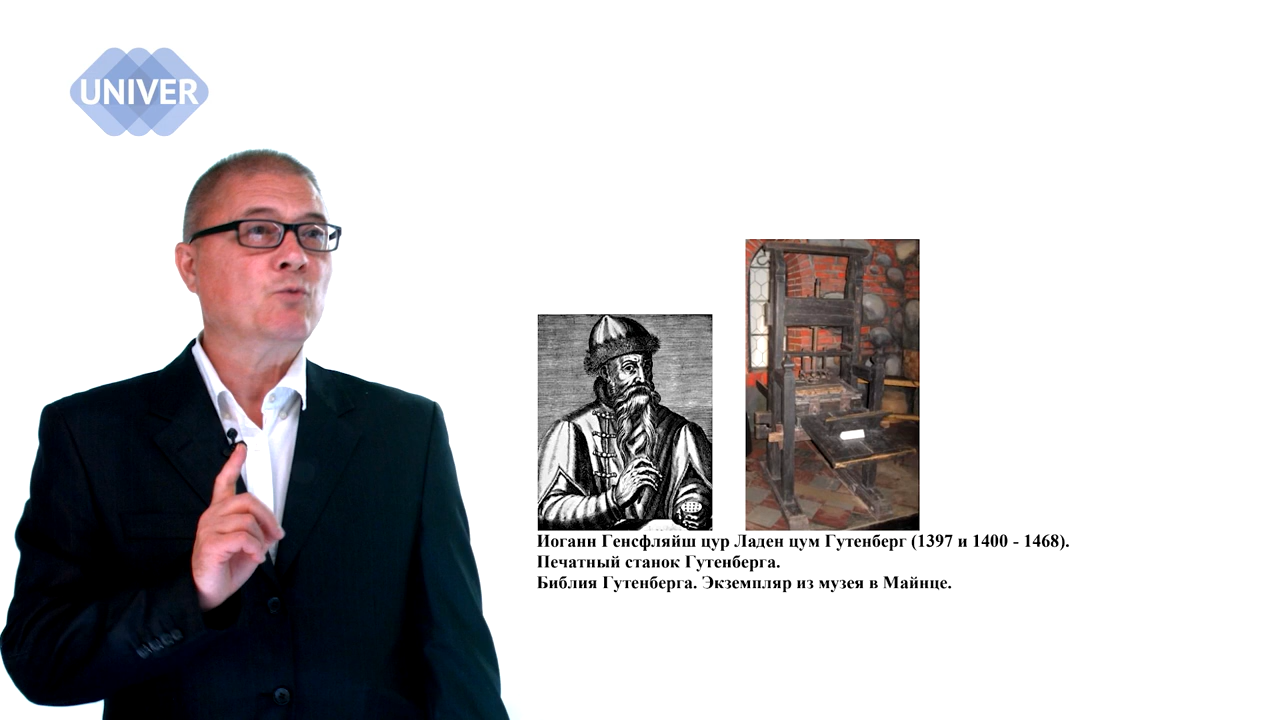 UNIVER
Иоганн Генсфляйш цур Ладен цум Гутенберг (1397 и 1400 - 1468).
Печатный станок Гутенберга.
Библия Гутенберга. Экземпляр из музея в Майнце.